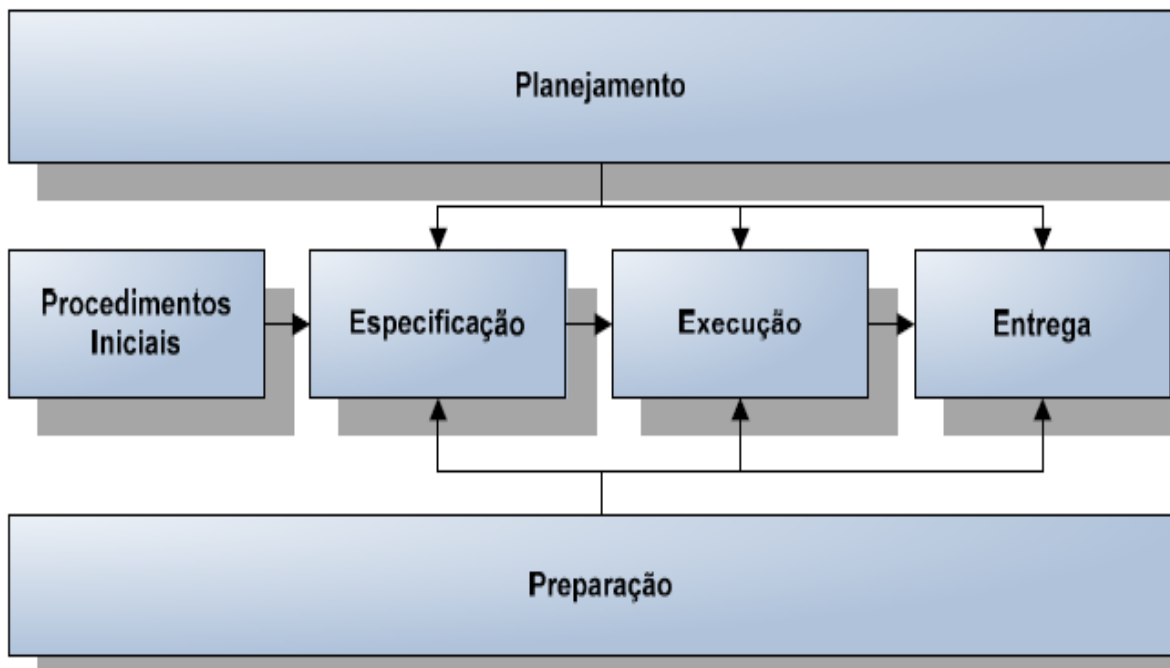 Planejamento
Procedimentos
Iniciais
Especificação
Execução
Entrega
Preparação